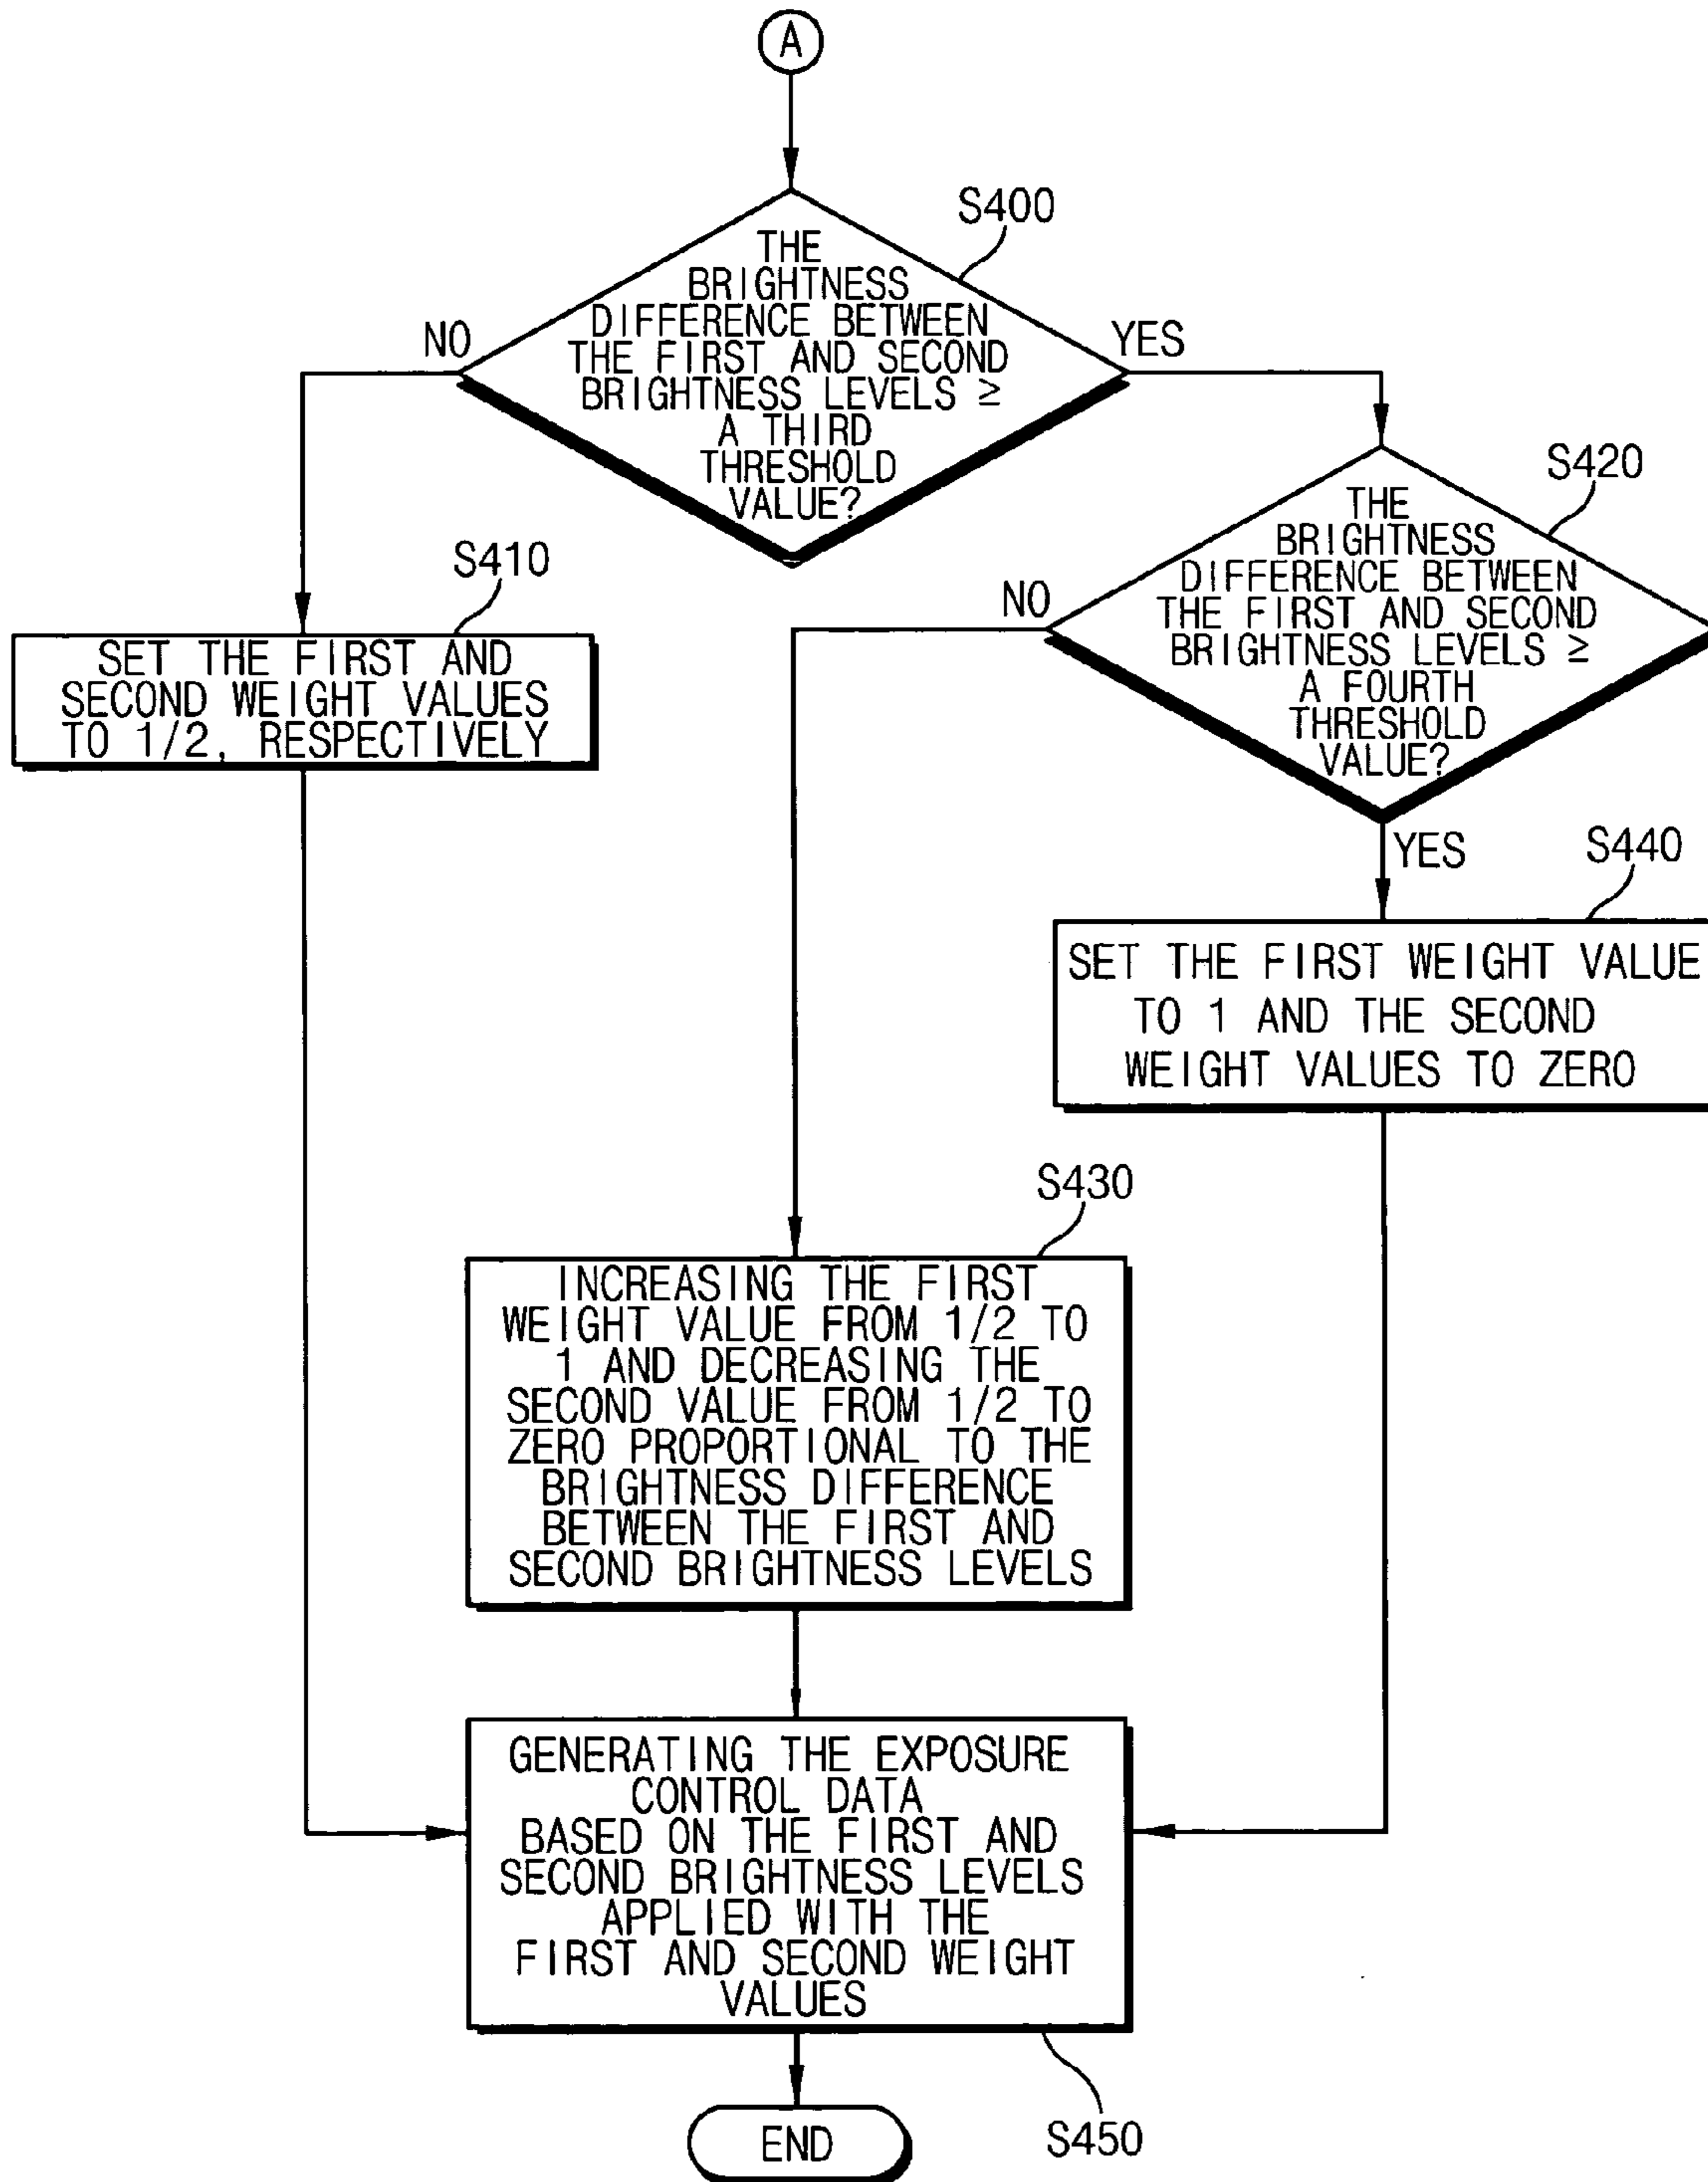 A
S400
THE
BRIGHTNESS
DIFFERENCE BETWEEN
THE FIRST AND SECOND
BRIGHTNESS LEVELS ≥
A THIRD
THRESHOLD
VALUE?
NO
YES
S410
SET THE FIRST AND
SECOND WEIGHT VALUES
TO 1/2, RESPECTIVELY
S420
THE
BRIGHTNESS
DIFFERENCE BETWEEN
THE FIRST AND SECOND
BRIGHTNESS LEVELS ≥
A FOURTH
THRESHOLD
VALUE?
NO
YES
S440
SET THE FIRST WEIGHT VALUE
TO 1 AND THE SECOND
WEIGHT VALUES TO ZERO
S430
INCREASING THE FIRST
WEIGHT VALUE FROM 1/2 TO
1 AND DECREASING THE
SECOND VALUE FROM 1/2 TO
ZERO PROPORTIONAL TO THE
BRIGHTNESS DIFFERENCE
BETWEEN THE FIRST AND
SECOND BRIGHTNESS LEVELS
GENERATING THE EXPOSURE
CONTROL DATA
BASED ON THE FIRST AND
SECOND BRIGHTNESS LEVELS
APPLIED WITH THE
FIRST AND SECOND WEIGHT
VALUES
S450
END